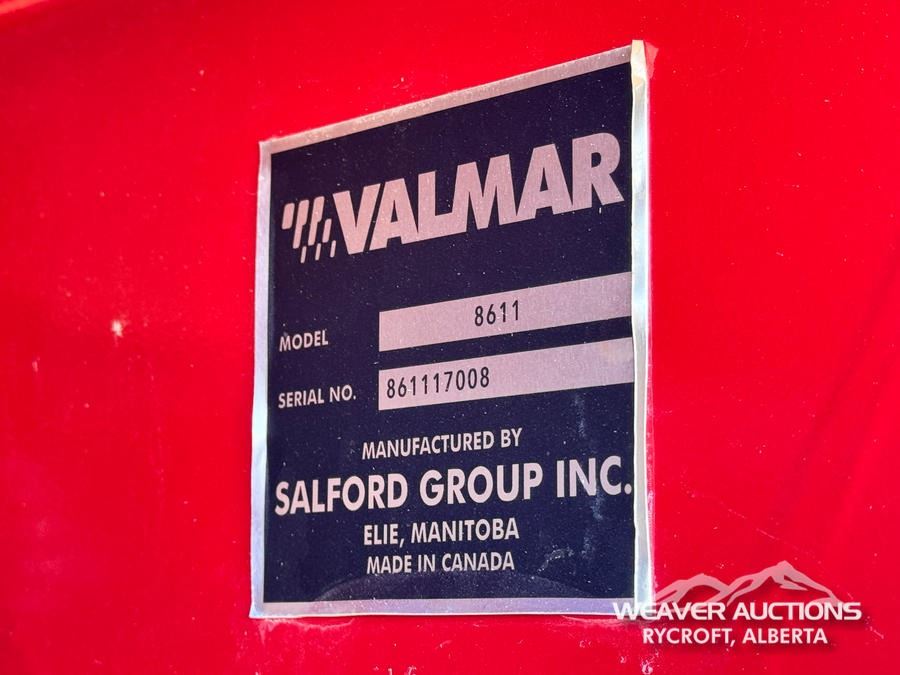 VALMAR
MODEL 8611
SERIAL NO. 861117008
MANUFACTURED BY
SALFORD GROUP INC.
ELIE, MANITOBA
MADE IN CANADA
WEAVER AUCTIONS
RYCROFT, ALBERTA